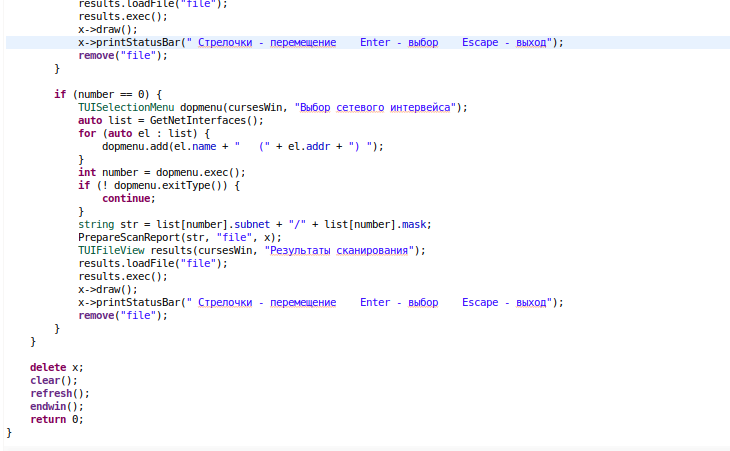 results.loadFile("file");
results.exec();
x->draw();
x->printStatusBar(" Стрелочки - перемещение    Enter - выбор    Escape - выход");
remove("file");
}
if (number == 0) {
TUISelectionMenu dopmenu(cursesWin, "Выбор сетевого интервейса");
auto list = GetNetInterfaces();
for (auto el : list) {
dopmenu.add(el.name + "   (" + el.addr + ") ");
}
int number = dopmenu.exec();
if (! dopmenu.exitType()) {
continue;
}
string str = list[number].subnet + "/" + list[number].mask;
PrepareScanReport(str, "file", x);
TUIFileView results(cursesWin, "Результаты сканирования");
results.loadFile("file");
results.exec();
x->draw();
x->printStatusBar(" Стрелочки - перемещение    Enter - выбор    Escape - выход");
remove("file");
}
}
delete x;
clear();
refresh();
endwin();
return 0;
}